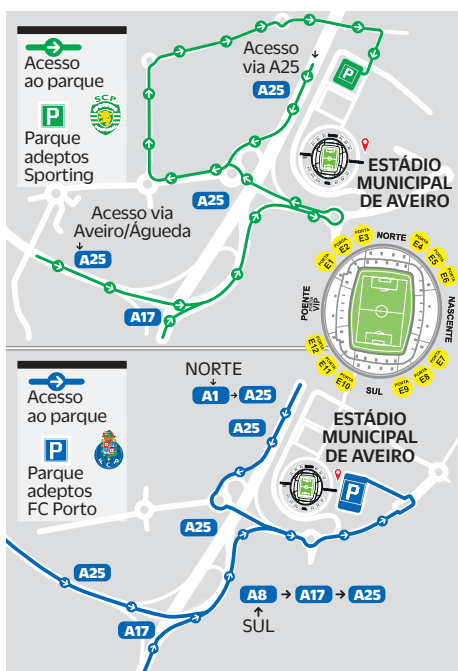 Acesso
ao parque
P
SCP
Parque
adeptos
Sporting
Acesso
via A25
A25
P
ESTÁDIO
MUNICIPAL
DE AVEIRO
A25
Acesso via
Aveiro/Águeda
A25
A17
NORTE
PORTA E1
PORTA E2
PORTA E3
PORTA E4
PORTA E5
PORTA E6
POENTE
PORTA VIP
NASCENTE
PORTA E12
PORTA E11
PORTA E10
PORTA E9
PORTA E8
PORTA E7
SUL
Acesso
ao parque
P
FCP
Parque
adeptos
FC Porto
NORTE
A1 → A25
A25
ESTÁDIO
MUNICIPAL
DE AVEIRO
P
A25
A25
A17
A8 → A17 → A25
SUL